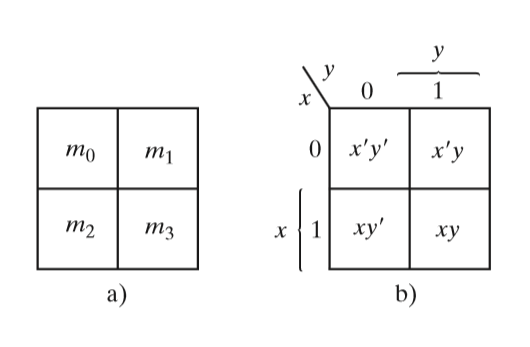 y
y
x
0
1
m₀
m₁
0
x′y′
x′y
m₂
m₃
x
1
xy′
xy
a)
b)